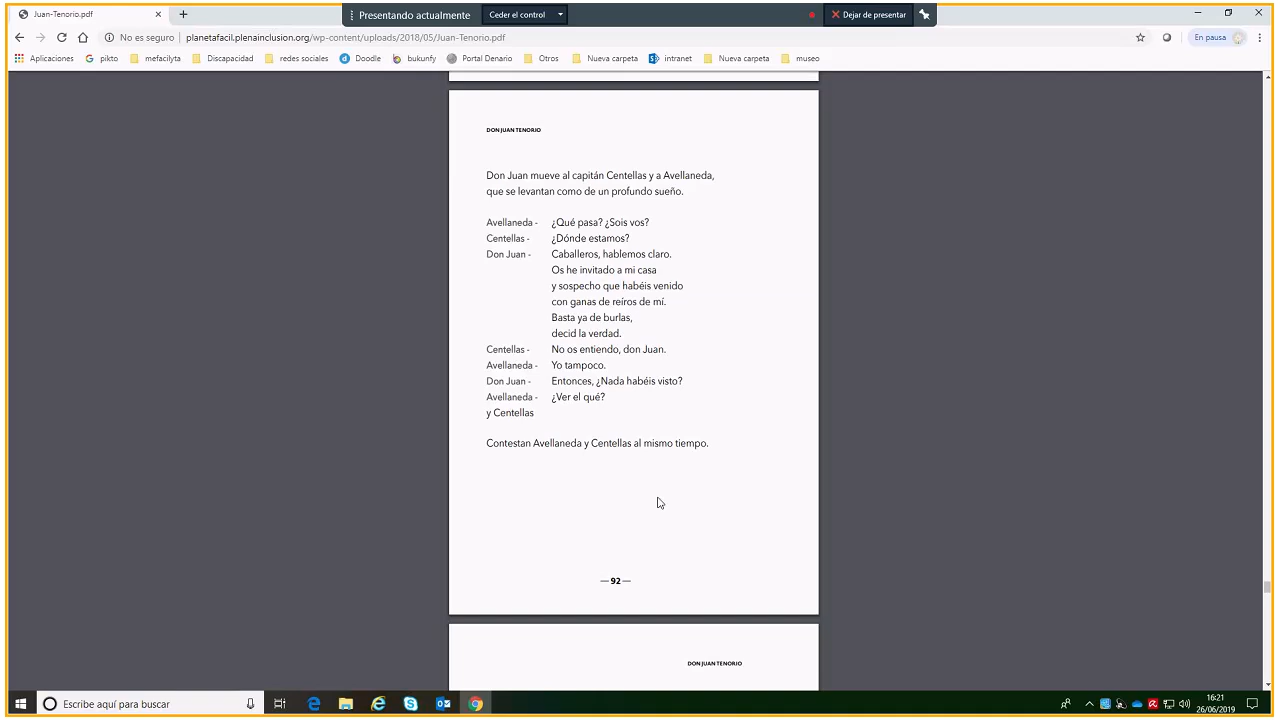 Juan-Tenorio.pdf
Presentando actualmente
Ceder el control
Dejar de presentar
No es seguro
planetafacil.plenainclusion.org/wp-content/uploads/2018/05/Juan-Tenorio.pdf
En pausa
Aplicaciones
pikto
mefacilyta
Discapacidad
redes sociales
Doodle
bukunfy
Portal Denario
Otros
Nueva carpeta
intranet
Nueva carpeta
museo
DON JUAN TENORIO
Don Juan mueve al capitán Centellas y a Avellaneda,
que se levantan como de un profundo sueño.
Avellaneda - ¿Qué pasa? ¿Sois vos?
Centellas - ¿Dónde estamos?
Don Juan - Caballeros, hablemos claro.
Os he invitado a mi casa
y sospecho que habéis venido
con ganas de reíros de mí.
Basta ya de burlas,
decid la verdad.
Centellas - No os entiendo, don Juan.
Avellaneda - Yo tampoco.
Don Juan - Entonces, ¿Nada habéis visto?
Avellaneda - ¿Ver el qué?
y Centellas
Contestan Avellaneda y Centellas al mismo tiempo.
— 92 —
DON JUAN TENORIO
Escribe aquí para buscar
16:21
26/06/2019